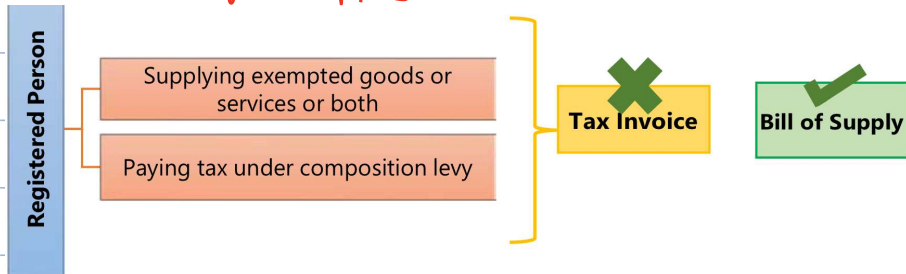 Registered Person
Supplying exempted goods or
services or both
Paying tax under composition levy
Tax Invoice
Bill of Supply